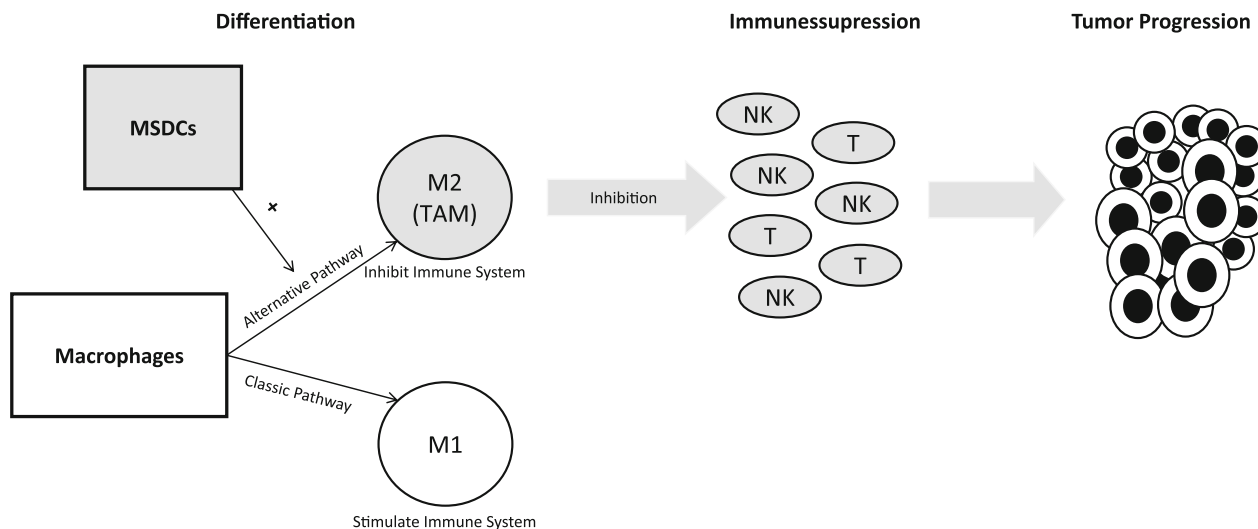 Differentiation
Immunessupression
Tumor Progression
MSDCs
+
M2
(TAM)
Inhibit Immune System
Alternative Pathway
Macrophages
Classic Pathway
M1
Stimulate Immune System
Inhibition
NK
T
NK
NK
T
T
NK